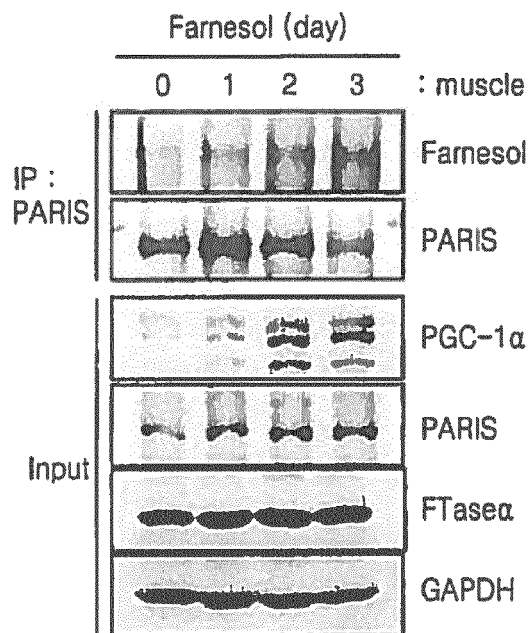 Farnesol (day)
0 1 2 3 : muscle
IP :
PARIS
Farnesol
PARIS
Input
PGC-1α
PARIS
FTaseα
GAPDH